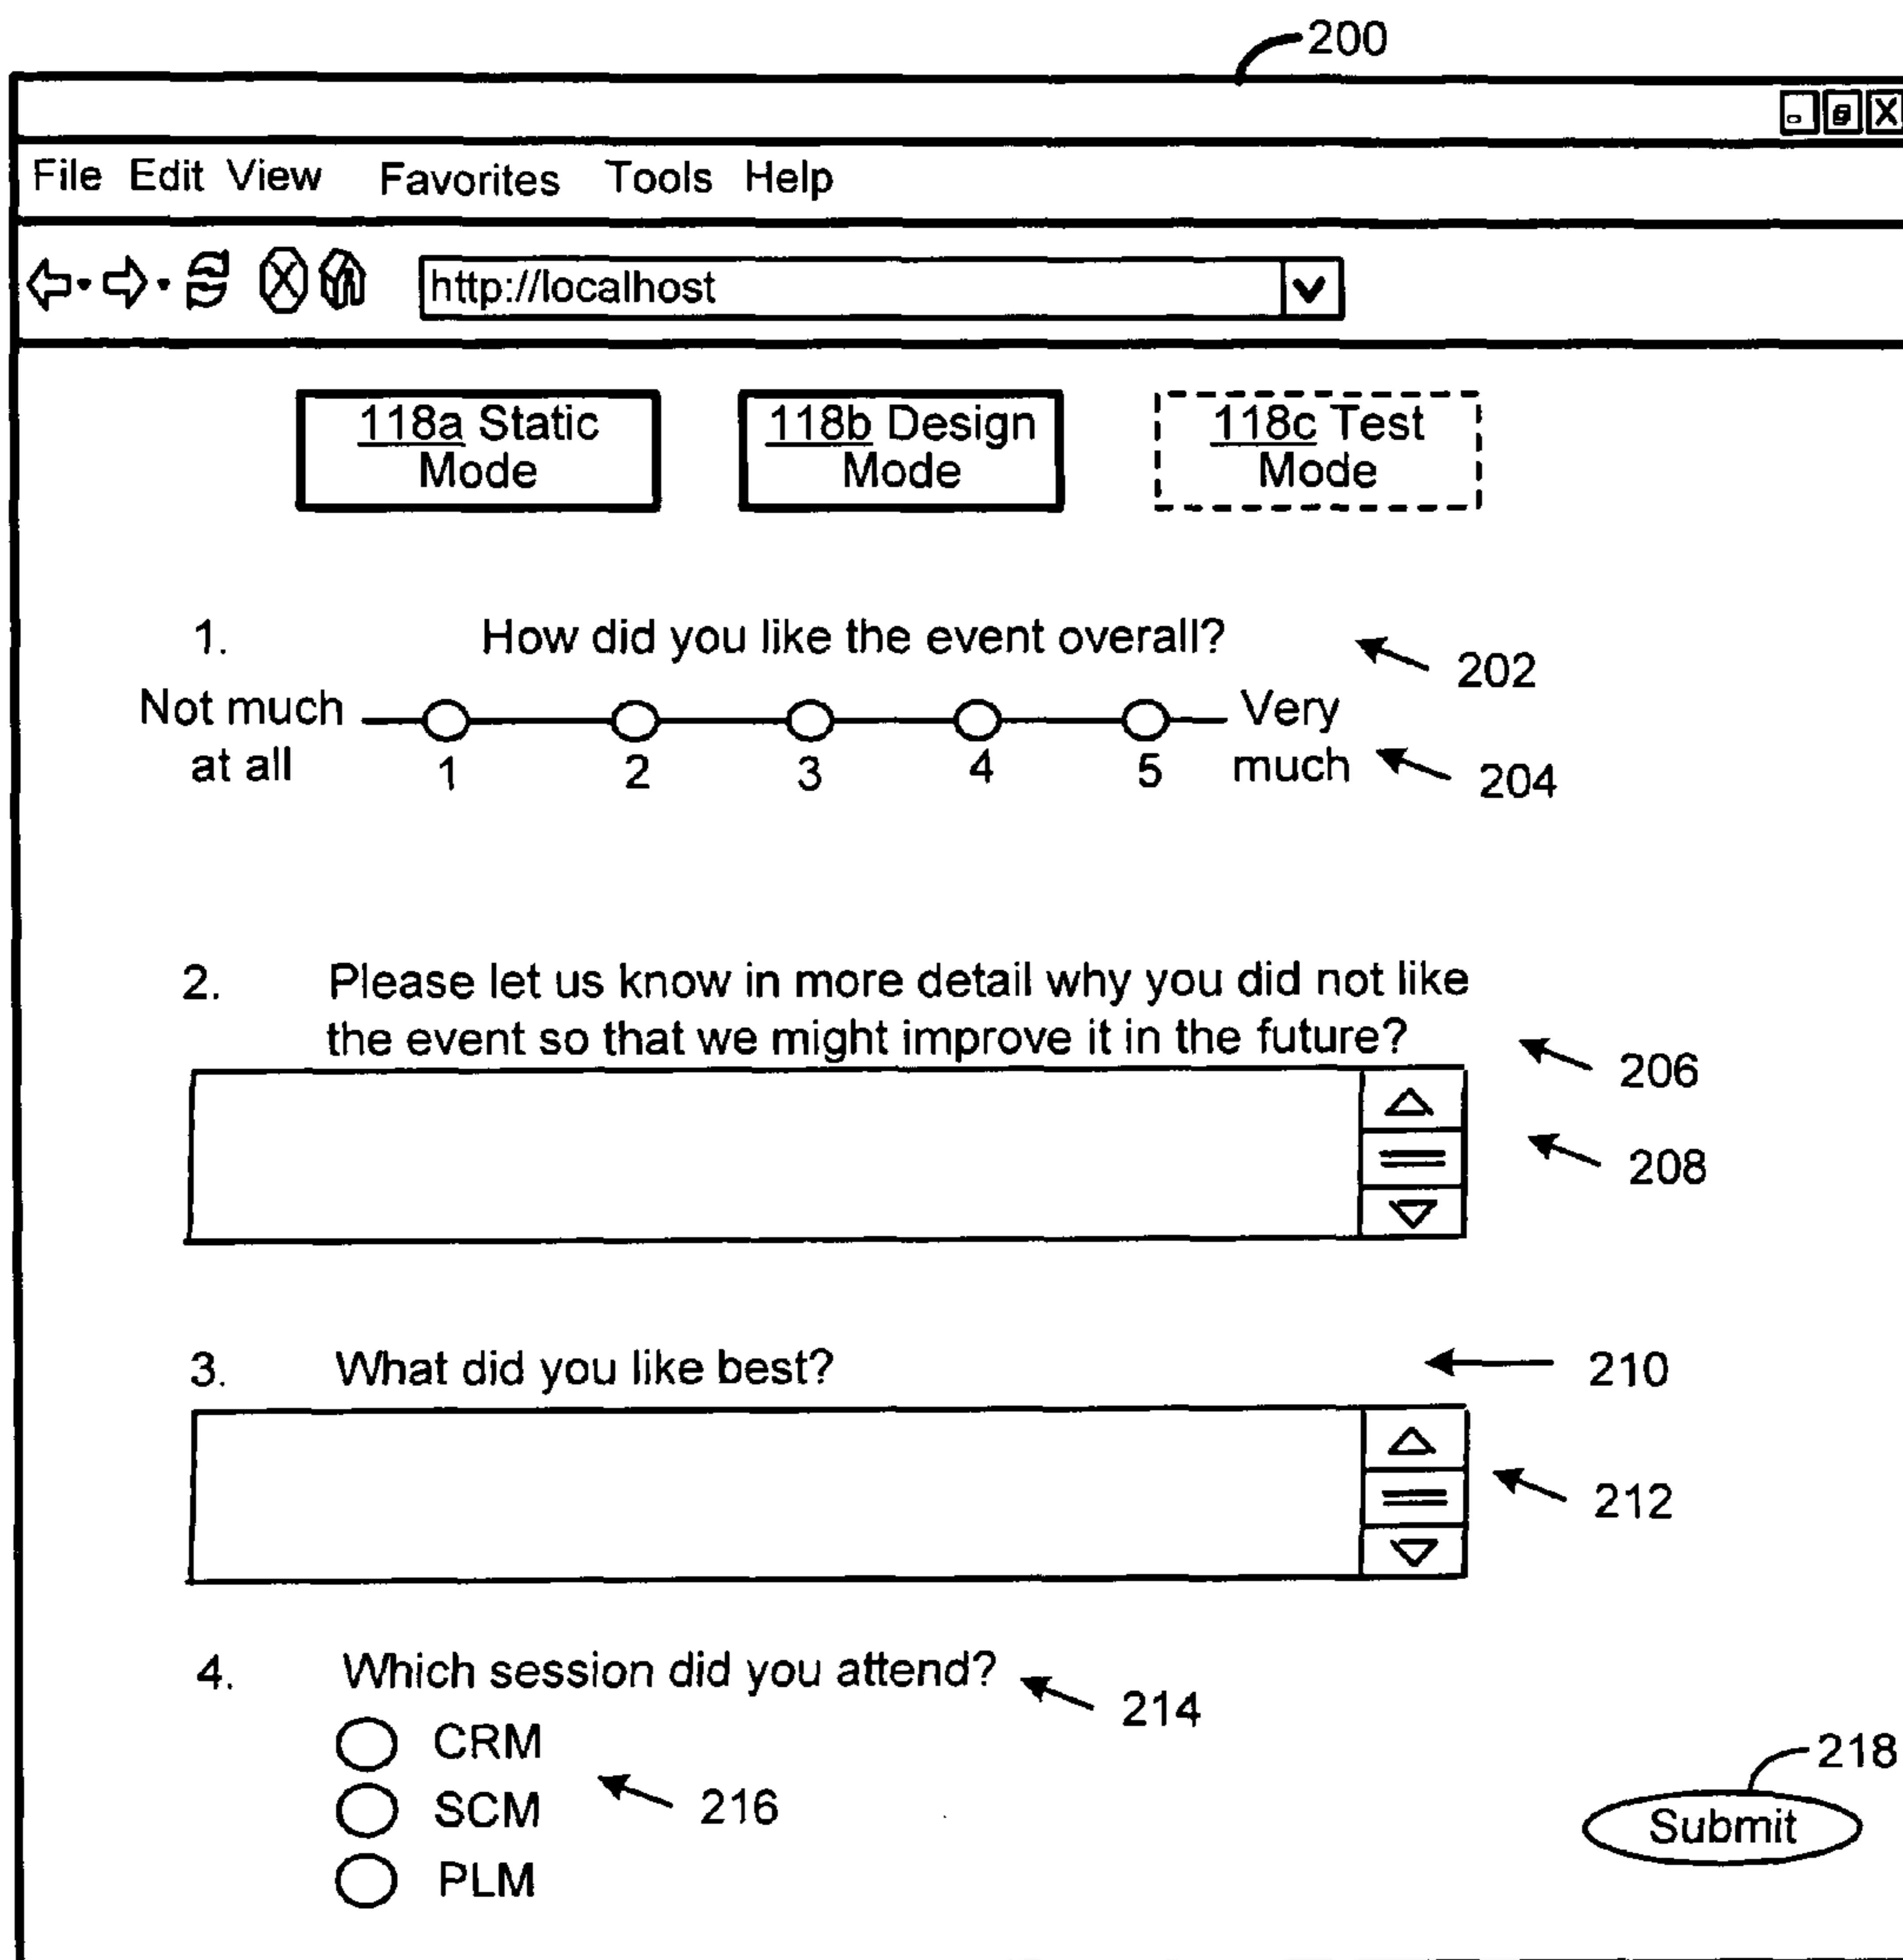 200
File Edit View Favorites Tools Help
http://localhost
118a Static
Mode
118b Design
Mode
118c Test
Mode
1. How did you like the event overall?
202
Not much
at all
1 2 3 4 5
Very
much
204
2. Please let us know in more detail why you did not like
the event so that we might improve it in the future?
206
208
3. What did you like best?
210
212
4. Which session did you attend?
214
CRM
SCM
PLM
216
218
Submit